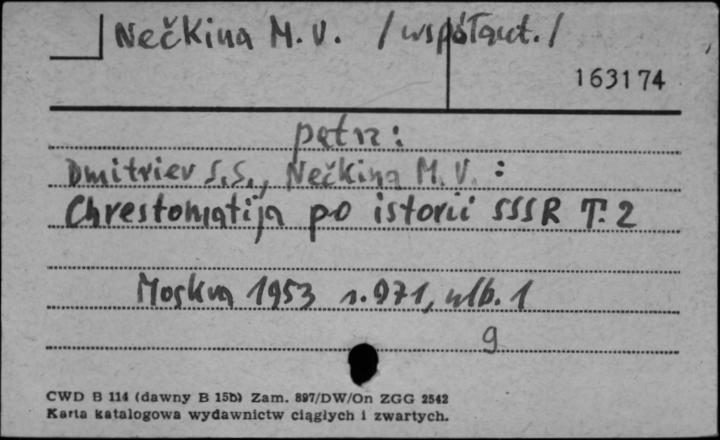 Nečkina M. V. /współaut./
163174
patrz:
Dmitriev S.S., Nečkina M. V. :
Chrestomatija po istorii SSSR T. 2
Moskva 1953 s. 971, nlb. 1
9
CWD B 114 (dawny B 15b) Zam. 897/DW/On ZGG 2542
Karta katalogowa wydawnictw ciągłych i zwartych.